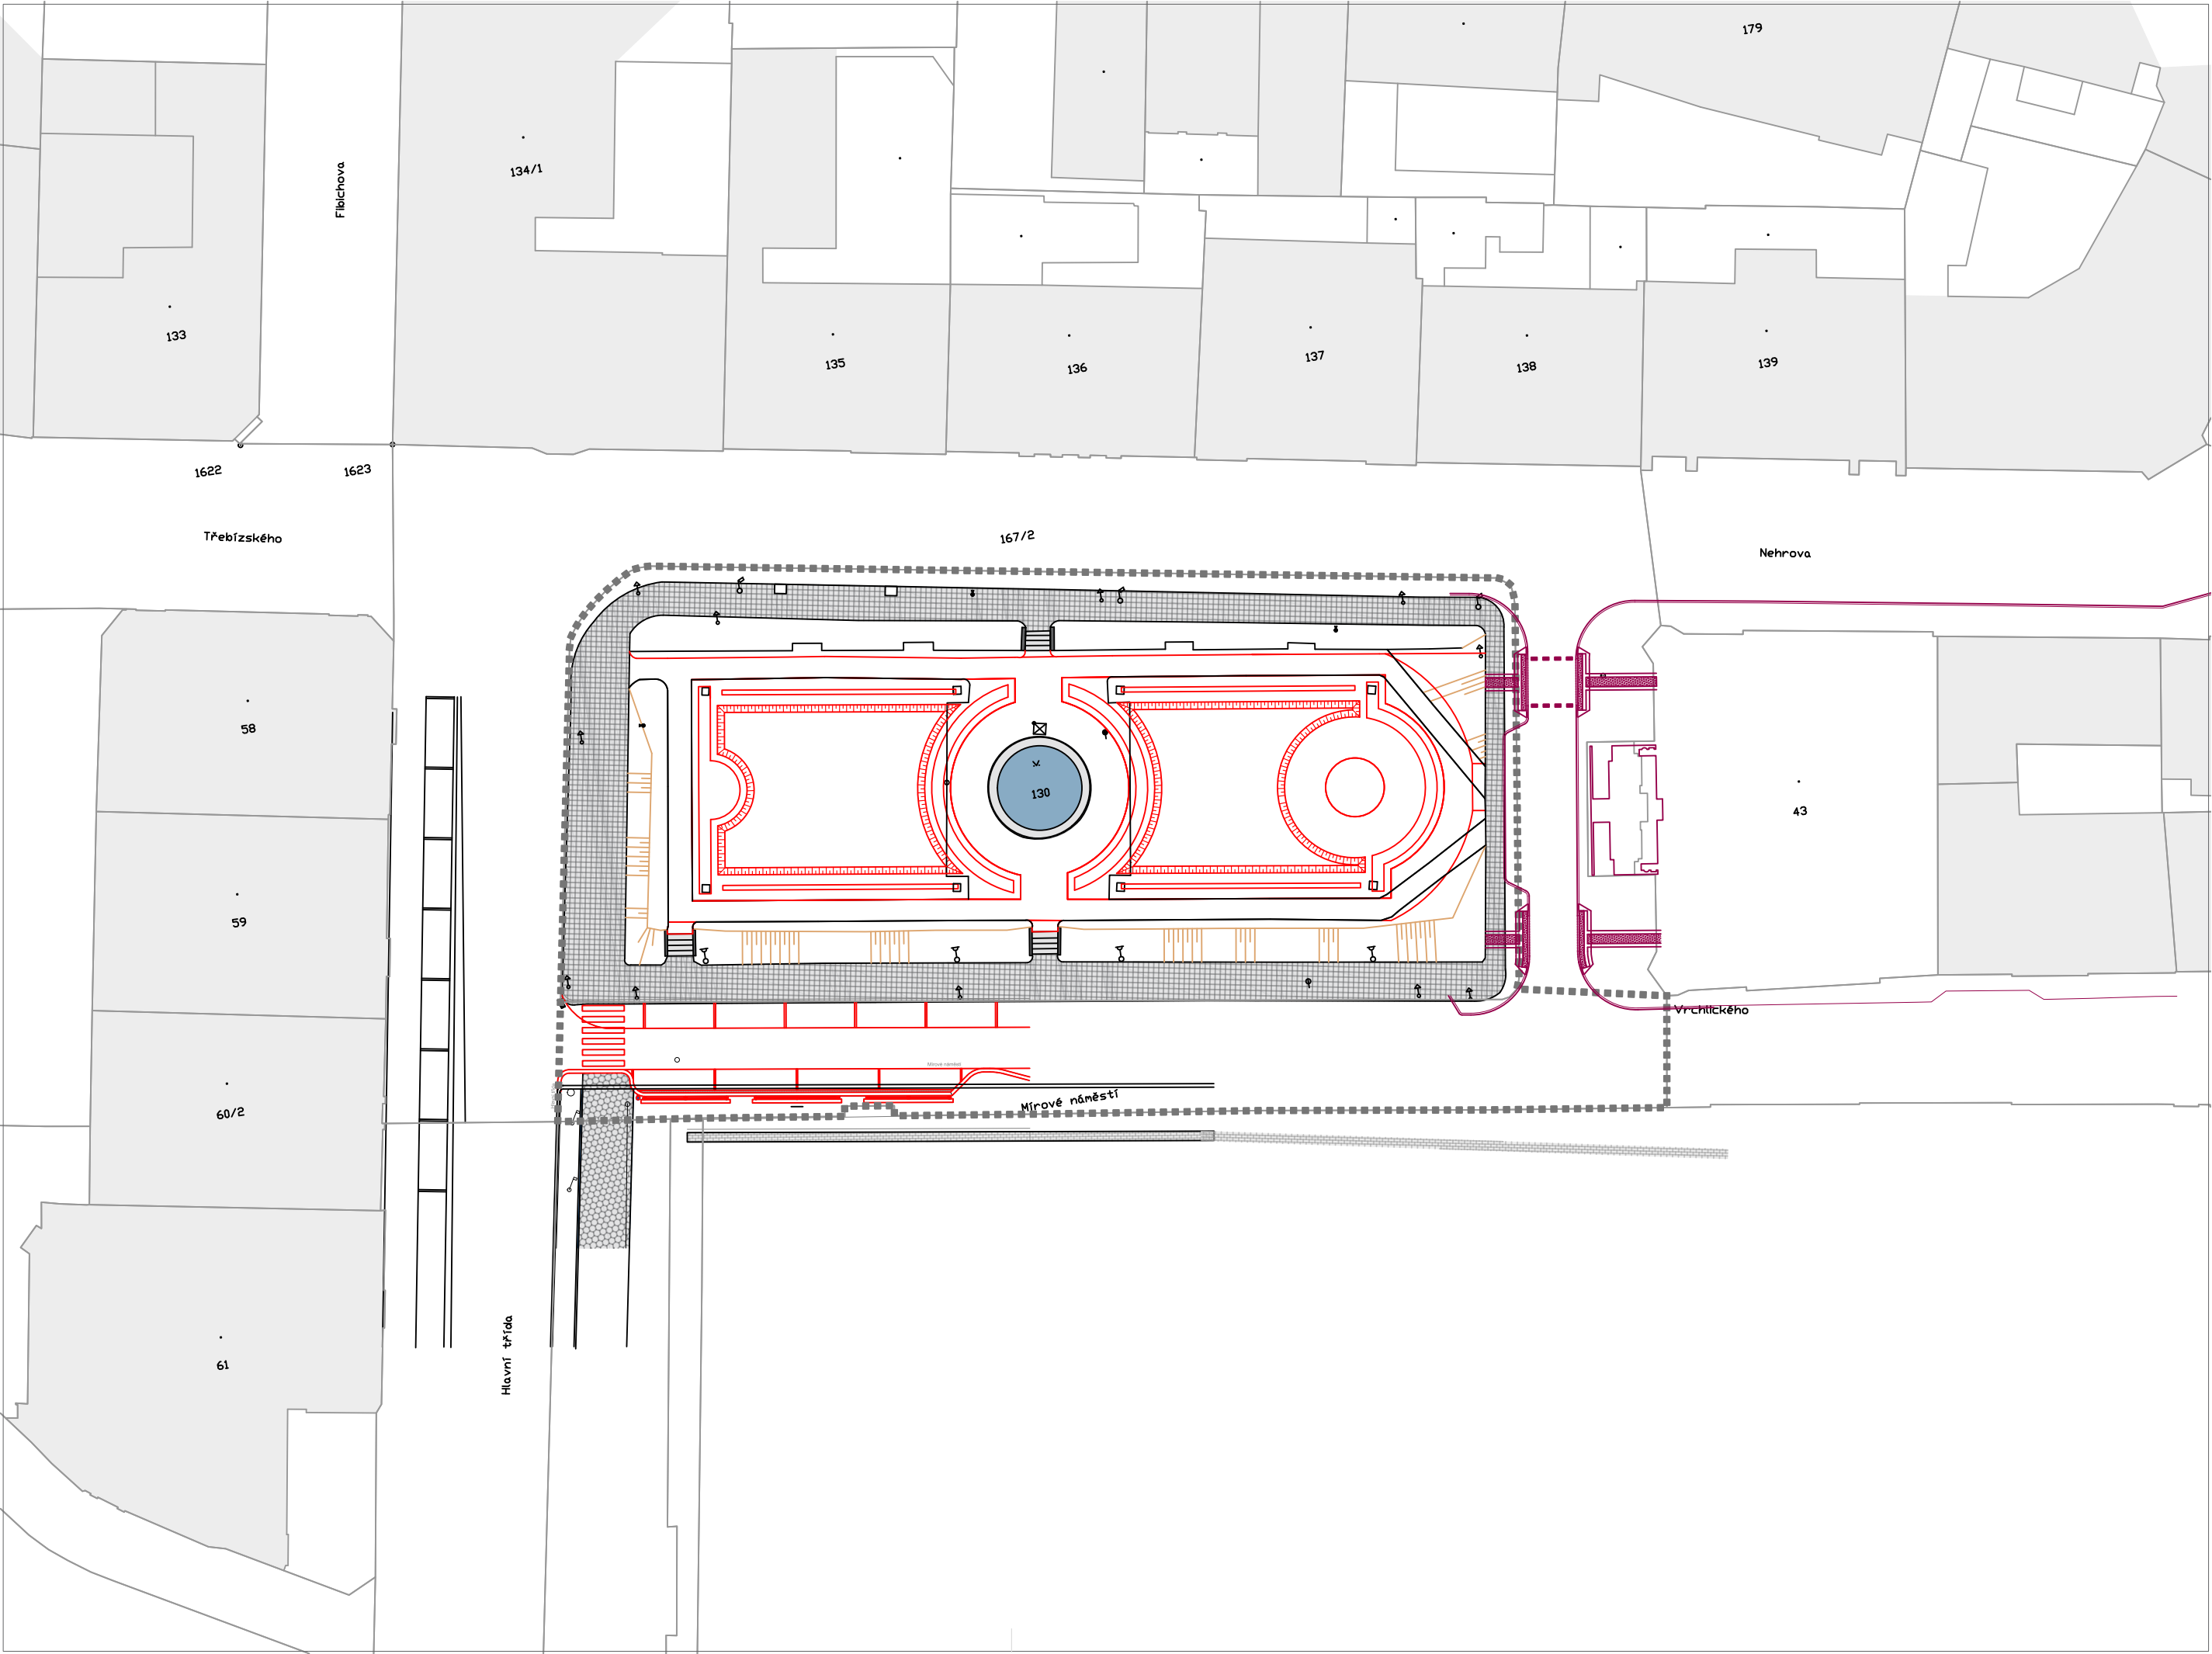 179
Fibichova
134/1
133
135
136
137
138
139
1622
1623
Třebízského
167/2
Nehrova
58
130
43
59
Vrchlického
Mírové náměstí
60/2
Hlavní třída
61